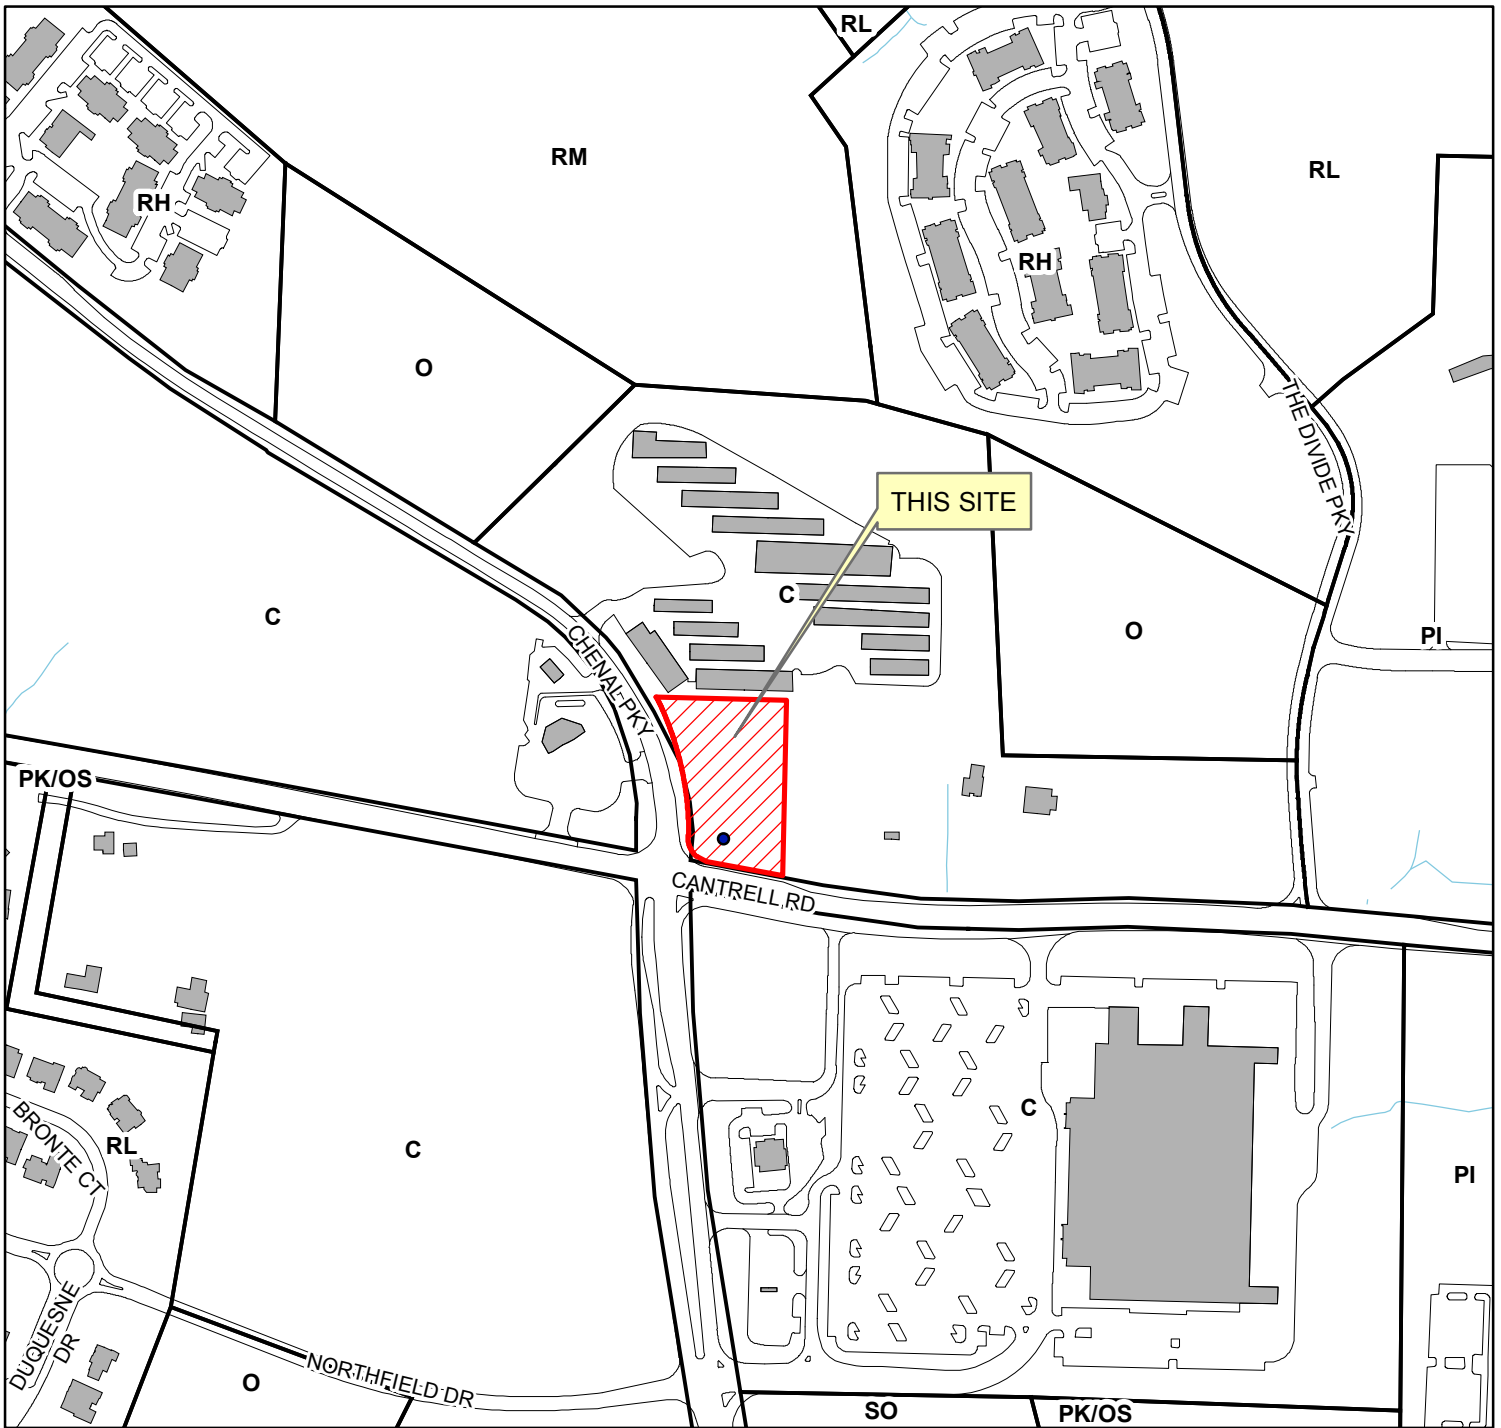 RL
RM
RL
RH
RH
O
THE DIVIDE PKY
THIS SITE
C
C
O
PI
CHENAL PKY
PK/OS
CANTRELL RD
C
BRONTE CT
RL
C
PI
DUQUESNE
DR
O
NORTHFIELD DR
SO
PK/OS